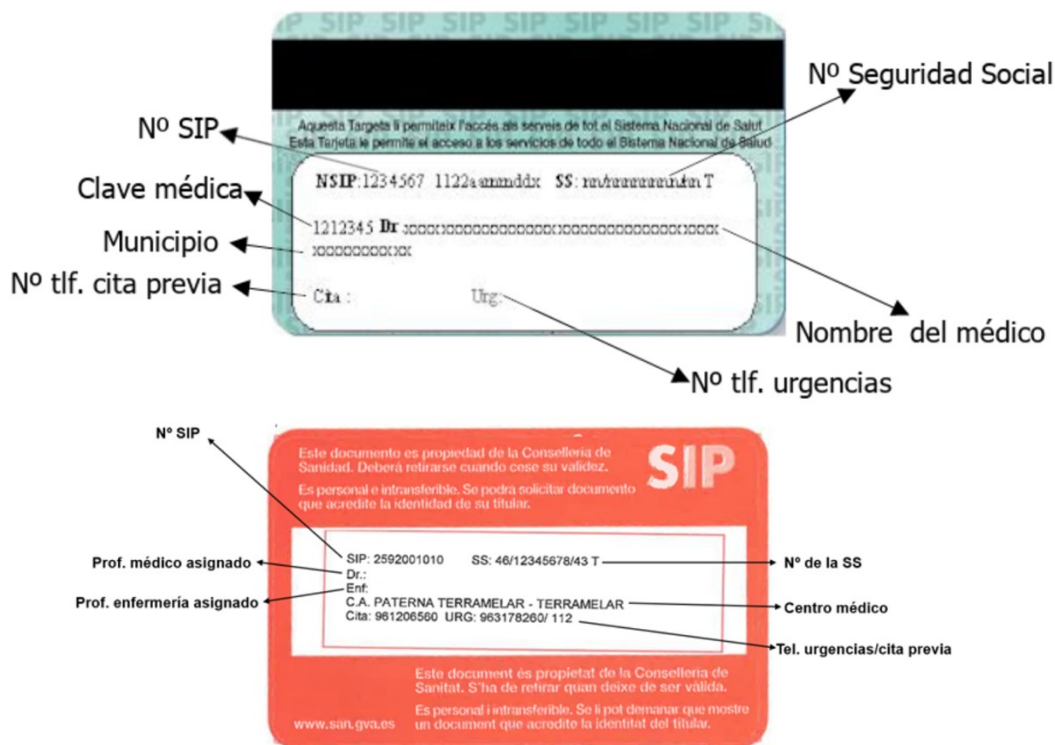 SIP SIP SIP SIP SIP SIP SIP
Nº Seguridad Social
Aquesta Targeta li permiteix l'accés als serveis de tot el Sistema Nacional de Salut
Esta Tarjeta le permite el acceso a los servicios de todo el Sistema Nacional de Salud
Nº SIP
NSIP:1234567 1122aammddx SS: nn/nnnnnnnn/nn T
Clave médica
1212345 Dr
Municipio
xxxxxxxxxxxx
Nº tlf. cita previa
Cita : Urg:
Nombre del médico
Nº tlf. urgencias
Nº SIP
Este documento es propiedad de la Conselleria de
Sanidad. Deberá retirarse cuando cese su validez.
SIP
Es personal e intransferible. Se podrá solicitar documento
que acredite la identidad de su titular.
SIP: 2592001010 SS: 46/12345678/43 T
Nº de la SS
Prof. médico asignado
Dr.:
Enf:
Prof. enfermería asignado
C.A. PATERNA TERRAMELAR - TERRAMELAR
Centro médico
Cita: 961206560 URG: 963178260/ 112
Tel. urgencias/cita previa
Este document és propietat de la Conselleria de
Sanitat. S'ha de retirar quan deixe de ser vàlida.
Es personal i intransferible. Se li pot demanar que mostre
www.san.gva.es un document que acredite la identitat del titular.